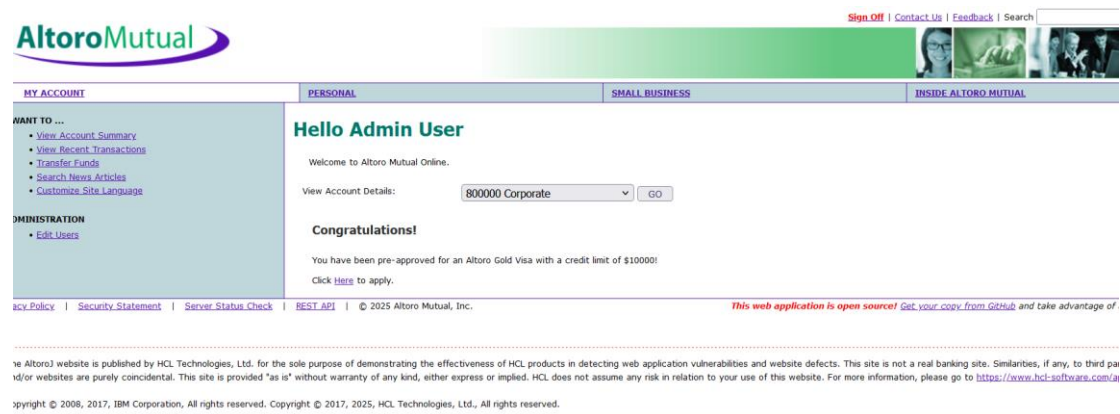 Sign Off | Contact Us | Feedback | Search
AltoroMutual
MY ACCOUNT
PERSONAL
SMALL BUSINESS
INSIDE ALTORO MUTUAL
WANT TO ...
• View Account Summary
• View Recent Transactions
• Transfer Funds
• Search News Articles
• Customize Site Language
DMINISTRATION
• Edit Users
Hello Admin User
Welcome to Altoro Mutual Online.
View Account Details: 800000 Corporate GO
Congratulations!
You have been pre-approved for an Altoro Gold Visa with a credit limit of $10000!
Click Here to apply.
acy Policy | Security Statement | Server Status Check | REST API | © 2025 Altoro Mutual, Inc. This web application is open source! Get your copy from GitHub and take advantage of
he AltoroJ website is published by HCL Technologies, Ltd. for the sole purpose of demonstrating the effectiveness of HCL products in detecting web application vulnerabilities and website defects. This site is not a real banking site. Similarities, if any, to third par
nd/or websites are purely coincidental. This site is provided "as is" without warranty of any kind, either express or implied. HCL does not assume any risk in relation to your use of this website. For more information, please go to https://www.hcl-software.com/a
opyright © 2008, 2017, IBM Corporation, All rights reserved. Copyright © 2017, 2025, HCL Technologies, Ltd., All rights reserved.